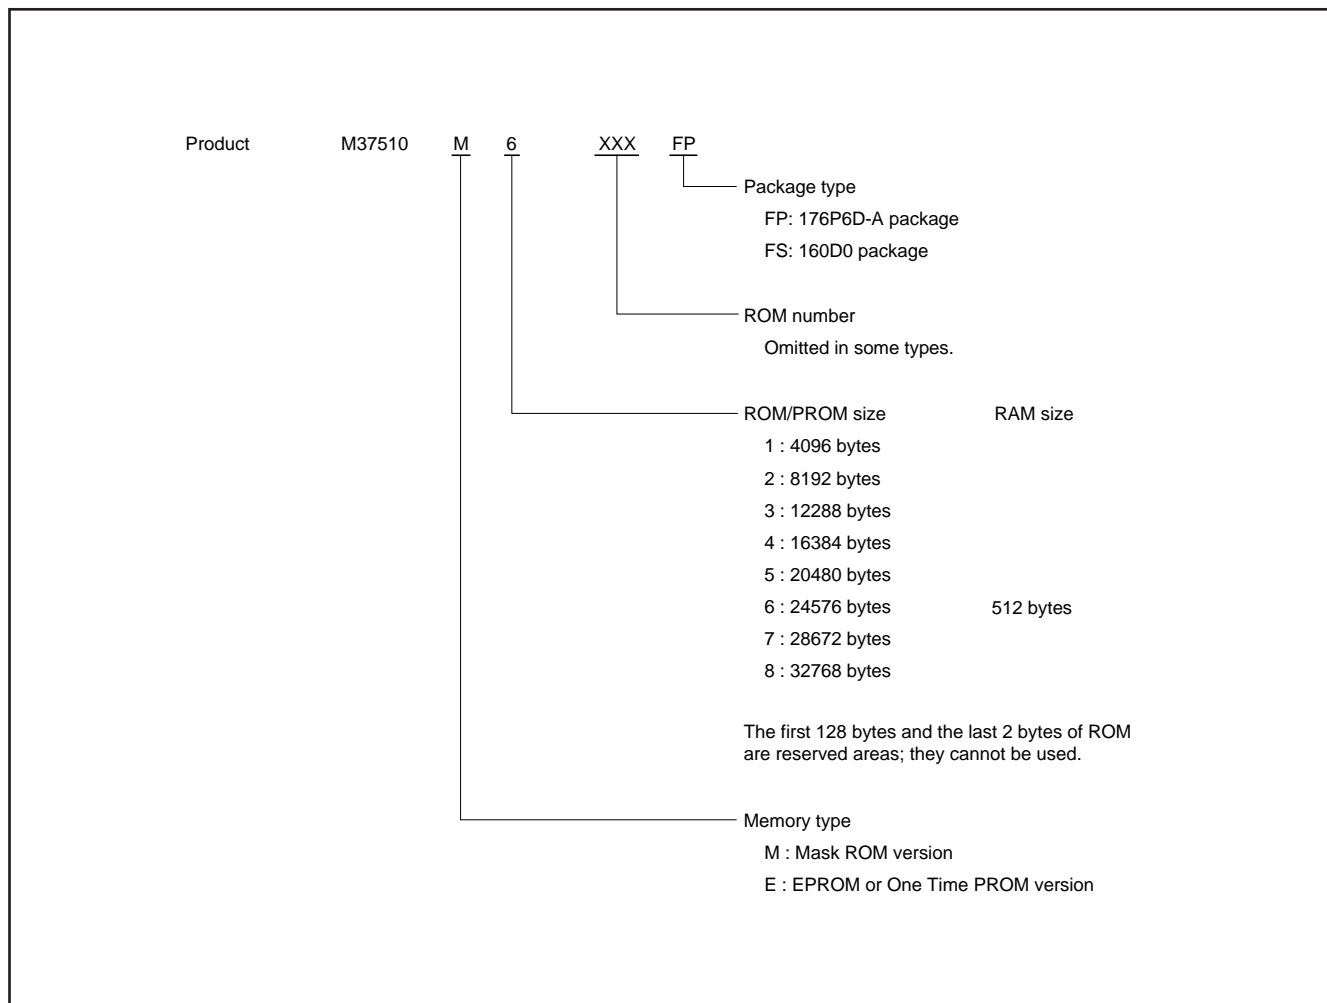 Product M37510 M 6 XXX FP
Package type
FP: 176P6D-A package
FS: 160D0 package
ROM number
Omitted in some types.
ROM/PROM size RAM size
1 : 4096 bytes
2 : 8192 bytes
3 : 12288 bytes
4 : 16384 bytes
5 : 20480 bytes
6 : 24576 bytes 512 bytes
7 : 28672 bytes
8 : 32768 bytes
The first 128 bytes and the last 2 bytes of ROM
are reserved areas; they cannot be used.
Memory type
M : Mask ROM version
E : EPROM or One Time PROM version